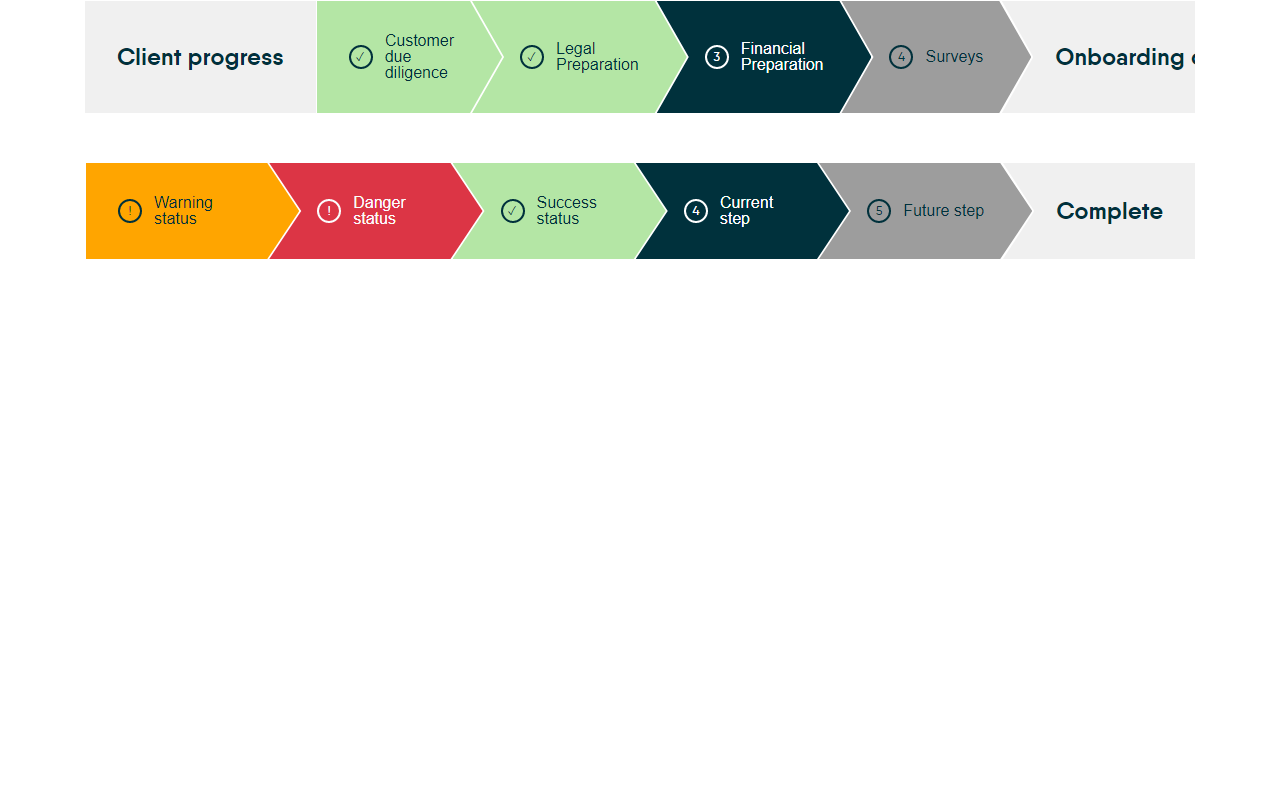 Client progress
✓ Customer
due
diligence
✓ Legal
Preparation
3 Financial
Preparation
4 Surveys
Onboarding
! Warning
status
! Danger
status
✓ Success
status
4 Current
step
5 Future step
Complete